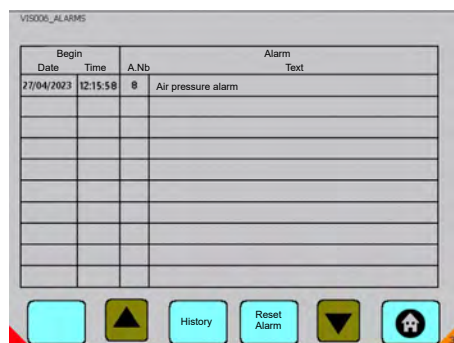 VIS006_ALARMS
Begin Alarm
Date Time A.Nb Text
27/04/2023 12:15:58 8 Air pressure alarm
History
Reset
Alarm